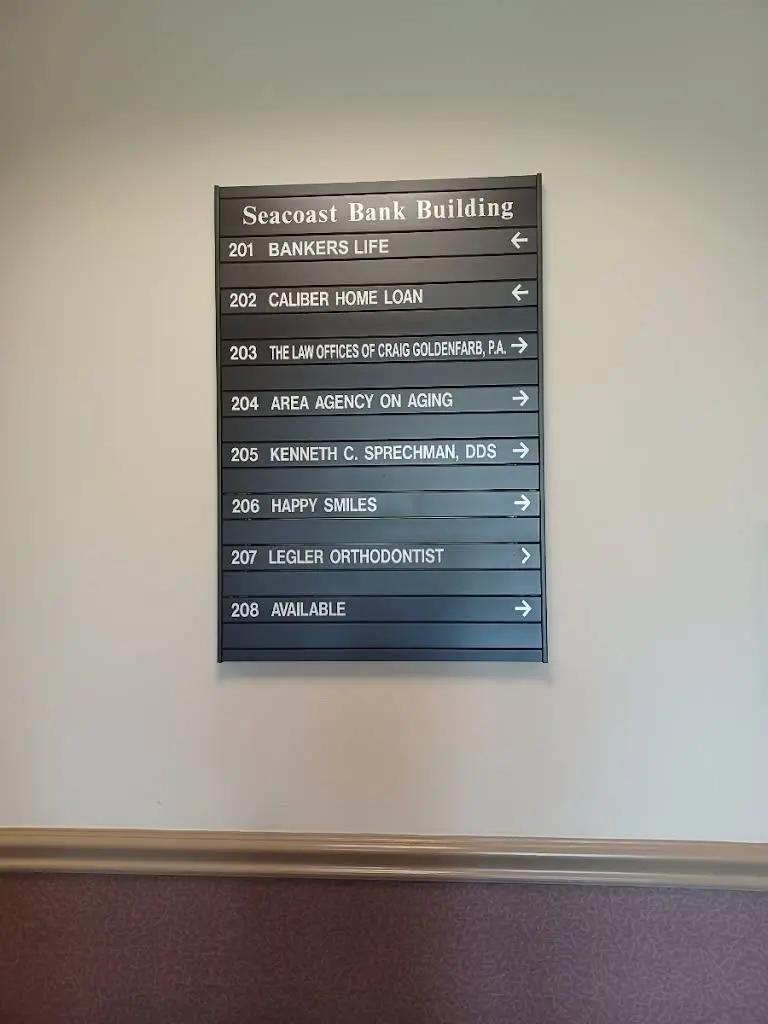 Seacoast Bank Building
201 BANKERS LIFE ←
202 CALIBER HOME LOAN ←
203 THE LAW OFFICES OF CRAIG GOLDENFARB, P.A. →
204 AREA AGENCY ON AGING →
205 KENNETH C. SPRECHMAN, DDS →
206 HAPPY SMILES →
207 LEGLER ORTHODONTIST >
208 AVAILABLE →